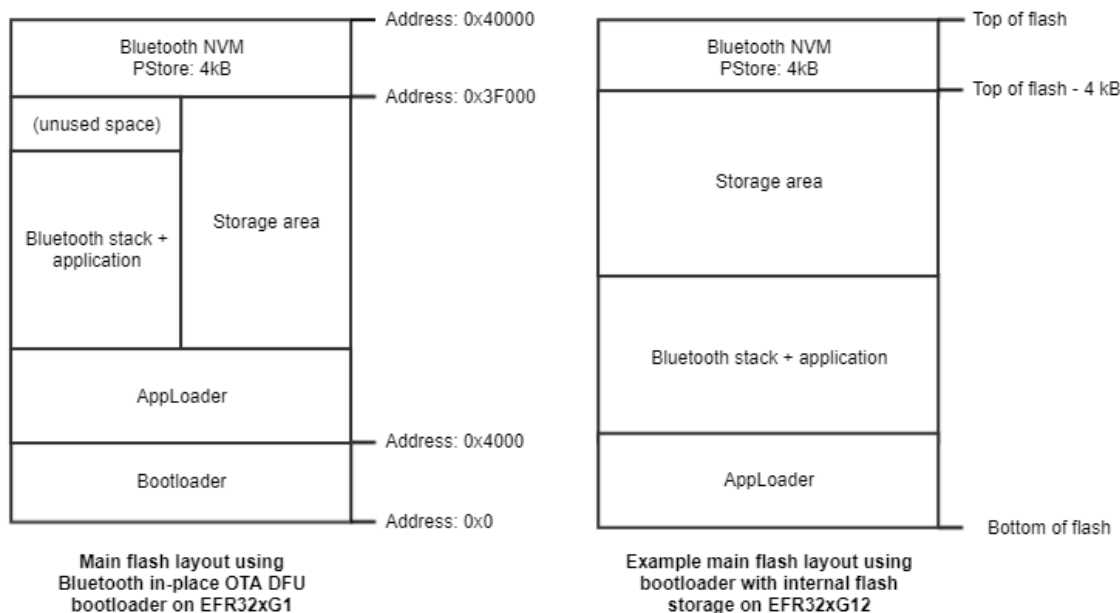 Address: 0x40000
Bluetooth NVM
PStore: 4kB
Address: 0x3F000
(unused space)
Bluetooth stack +
application
Storage area
AppLoader
Address: 0x4000
Bootloader
Address: 0x0
Main flash layout using
Bluetooth in-place OTA DFU
bootloader on EFR32xG1
Top of flash
Bluetooth NVM
PStore: 4kB
Top of flash - 4 kB
Storage area
Bluetooth stack + application
AppLoader
Bottom of flash
Example main flash layout using
bootloader with internal flash
storage on EFR32xG12